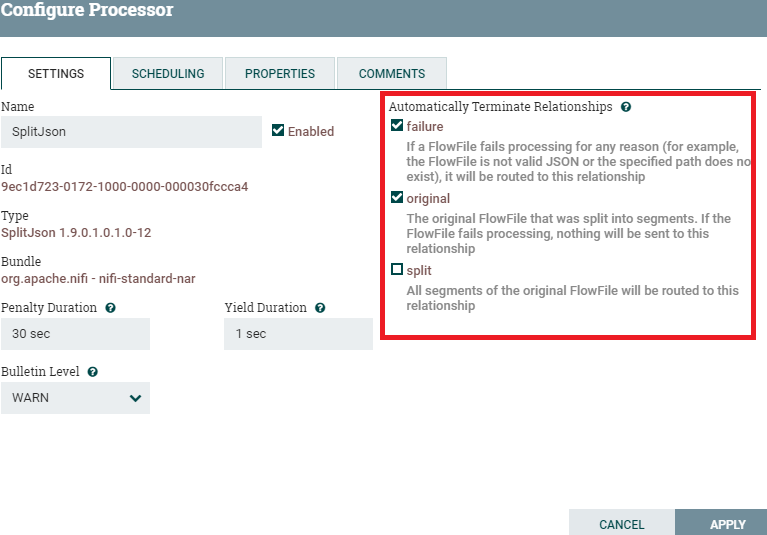 Configure Processor
SETTINGS
SCHEDULING
PROPERTIES
COMMENTS
Name
SplitJson
Enabled
Id
9ec1d723-0172-1000-0000-000030fccca4
Type
SplitJson 1.9.0.1.0.1.0-12
Bundle
org.apache.nifi - nifi-standard-nar
Penalty Duration ?
Yield Duration ?
30 sec
1 sec
Bulletin Level ?
WARN
Automatically Terminate Relationships ?
failure
If a FlowFile fails processing for any reason (for example,
the FlowFile is not valid JSON or the specified path does no
exist), it will be routed to this relationship
original
The original FlowFile that was split into segments. If the
FlowFile fails processing, nothing will be sent to this
relationship
split
All segments of the original FlowFile will be routed to this
relationship
CANCEL
APPLY